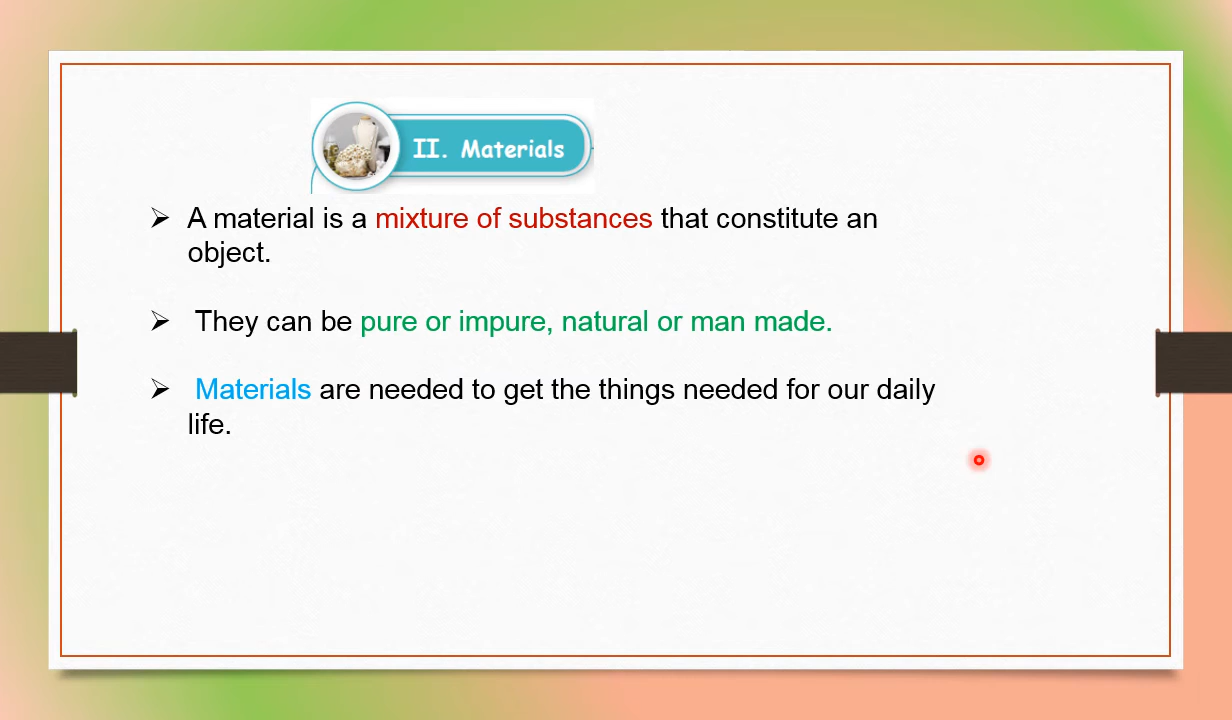 II. Materials
➢ A material is a mixture of substances that constitute an
object.
➢ They can be pure or impure, natural or man made.
➢ Materials are needed to get the things needed for our daily
life.